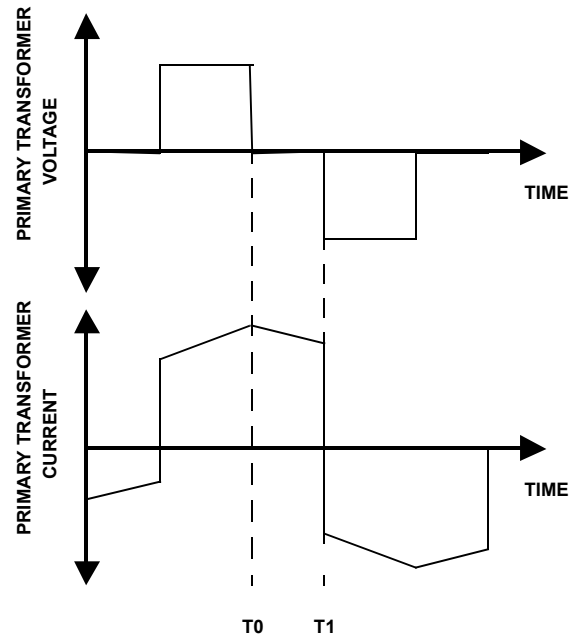 PRIMARY TRANSFORMER
VOLTAGE
TIME
PRIMARY TRANSFORMER
CURRENT
TIME
T0 T1